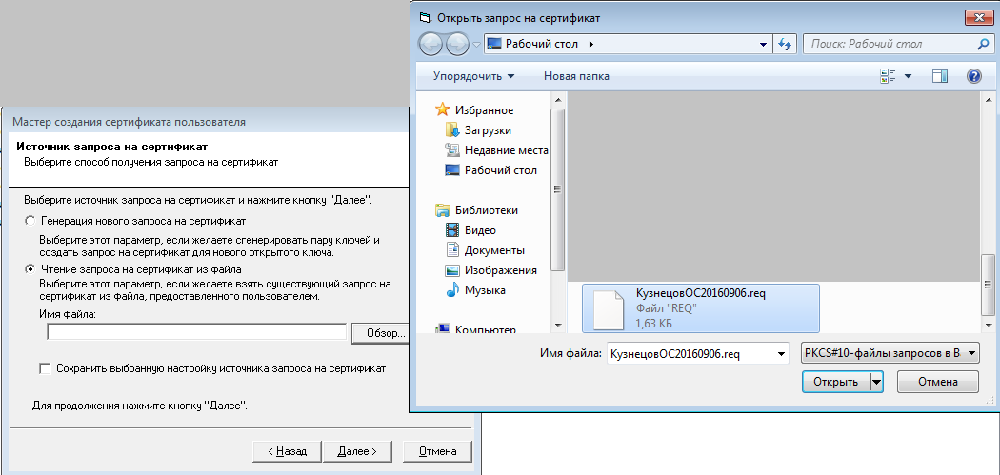 Мастер создания сертификата пользователя
Источник запроса на сертификат
Выберите способ получения запроса на сертификат
Выберите источник запроса на сертификат и нажмите кнопку "Далее".
Генерация нового запроса на сертификат
Выберите этот параметр, если желаете сгенерировать пару ключей и
создать запрос на сертификат для нового открытого ключа.
Чтение запроса на сертификат из файла
Выберите этот параметр, если желаете взять существующий запрос на
сертификат из файла, предоставленного пользователем.
Имя файла:
Обзор...
Сохранить выбранную настройку источника запроса на сертификат
Для продолжения нажмите кнопку "Далее".
< Назад
Далее >
Отмена
Открыть запрос на сертификат
Рабочий стол
Поиск: Рабочий стол
Упорядочить
Новая папка
Избранное
Загрузки
Недавние места
Рабочий стол
Библиотеки
Видео
Документы
Изображения
Музыка
Компьютер
КузнецовОС20160906.req
Файл "REQ"
1,63 КБ
Имя файла:
КузнецовОС20160906.req
PKCS#10-файлы запросов в B
Открыть
Отмена